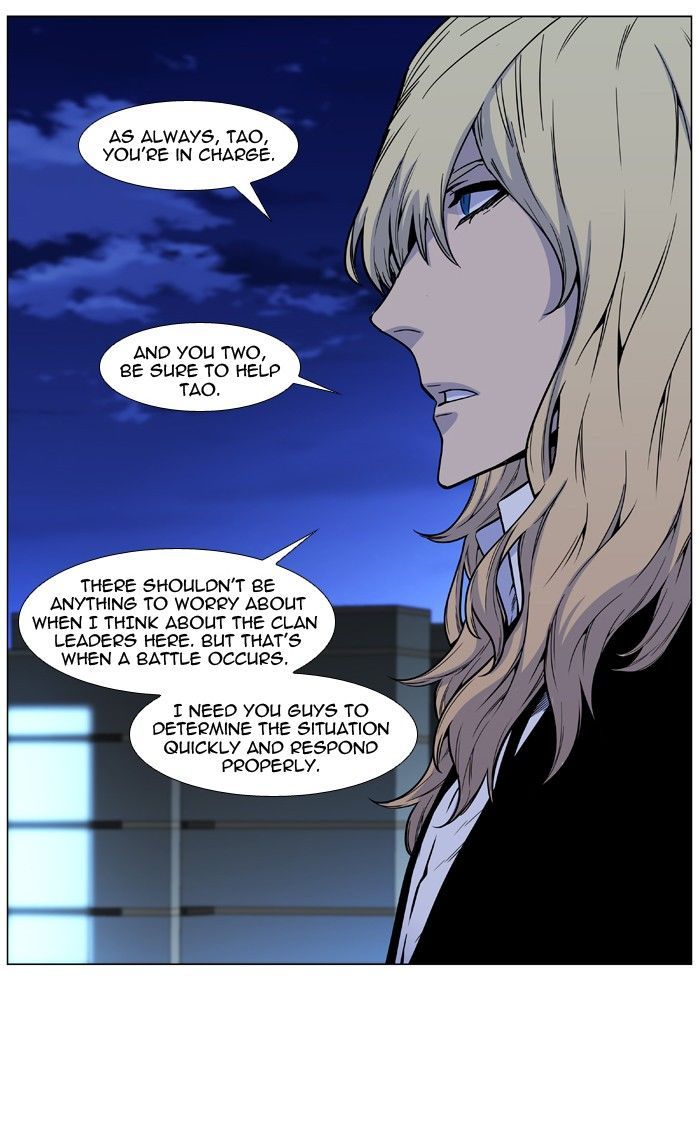 AS ALWAYS, TAO,
YOU'RE IN CHARGE.
AND YOU TWO,
BE SURE TO HELP
TAO.
THERE SHOULDN'T BE
ANYTHING TO WORRY ABOUT
WHEN I THINK ABOUT THE CLAN
LEADERS HERE. BUT THAT'S
WHEN A BATTLE OCCURS.
I NEED YOU GUYS TO
DETERMINE THE SITUATION
QUICKLY AND RESPOND
PROPERLY.